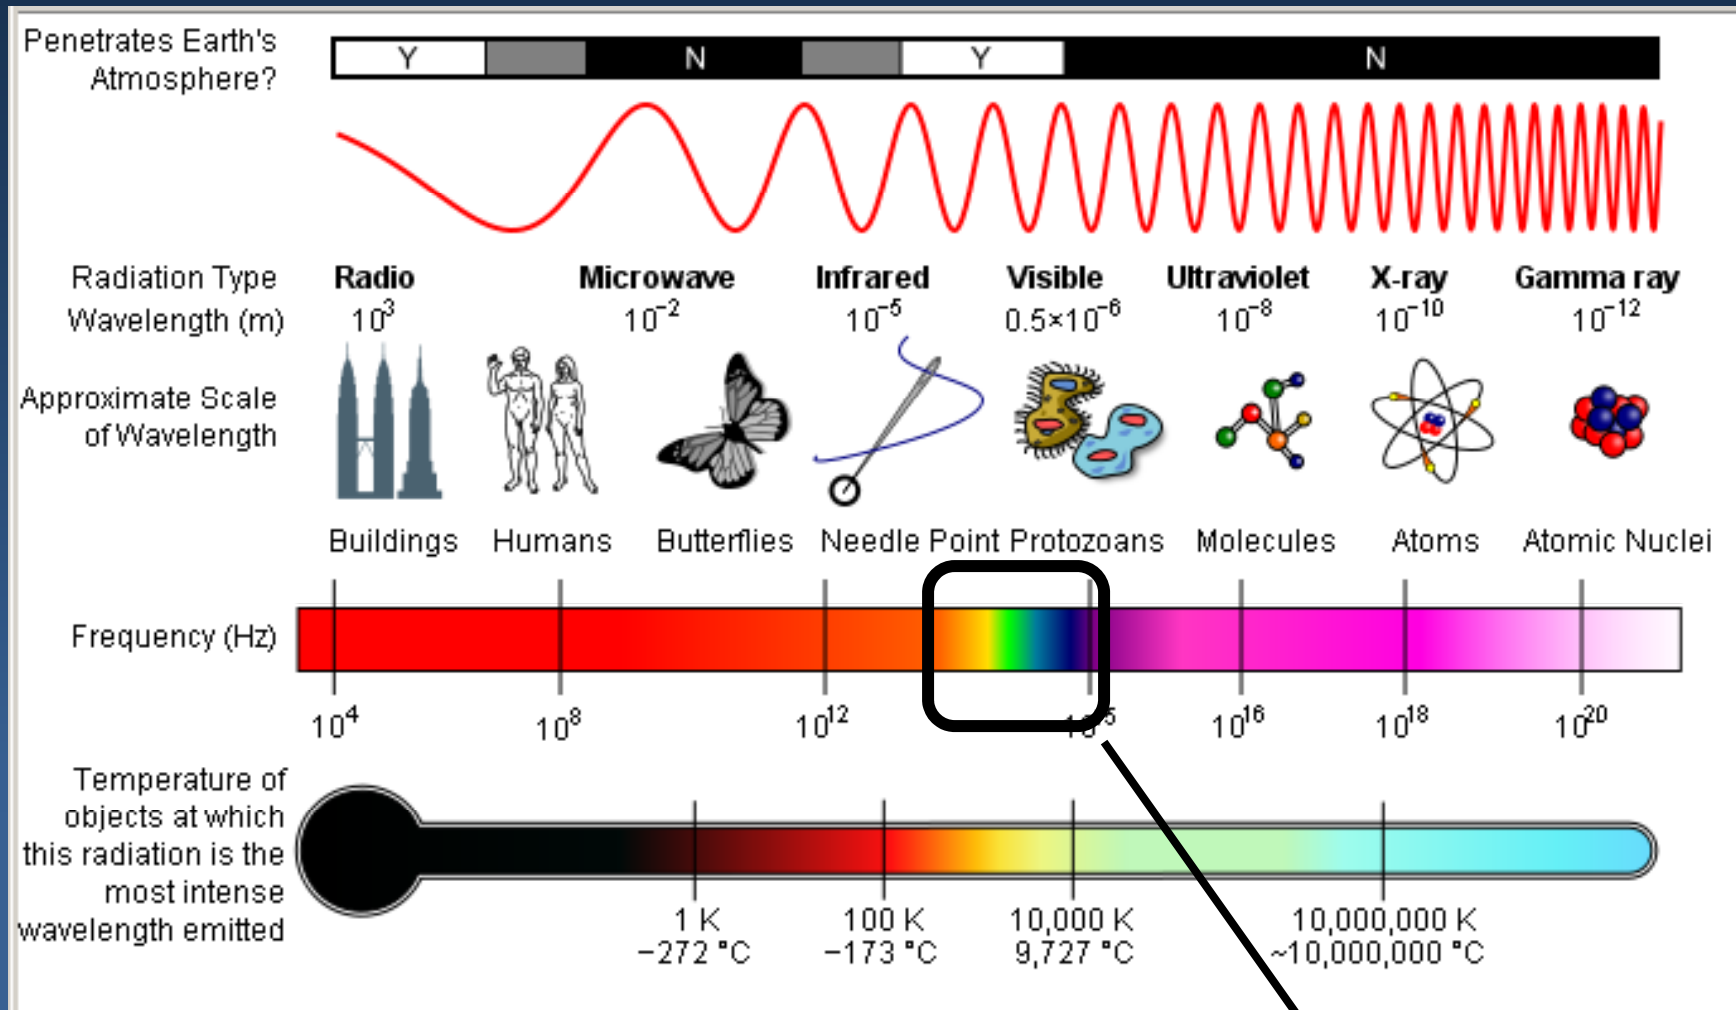 Penetrates Earth's
Atmosphere?
Y N Y N
Radiation Type
Radio Microwave Infrared Visible Ultraviolet X-ray Gamma ray
Wavelength (m)
10³ 10⁻² 10⁻⁵ 0.5×10⁻⁶ 10⁻⁸ 10⁻¹⁰ 10⁻¹²
Approximate Scale
of Wavelength
Buildings Humans Butterflies Needle Point Protozoans Molecules Atoms Atomic Nuclei
Frequency (Hz)
10⁴ 10⁸ 10¹² 10¹⁵ 10¹⁶ 10¹⁸ 10²⁰
Temperature of
objects at which
this radiation is the
most intense
wavelength emitted
1 K 100 K 10,000 K 10,000,000 K
−272 °C −173 °C 9,727 °C ~10,000,000 °C